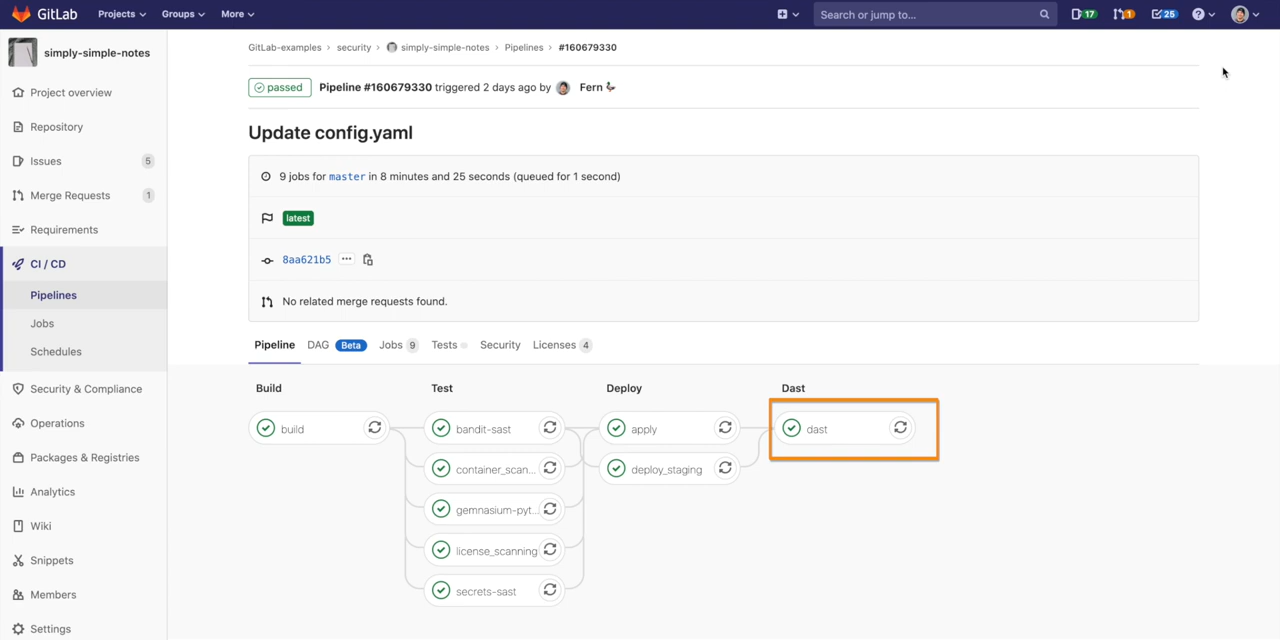 GitLab Projects Groups More Search or jump to... 17 1 25
simply-simple-notes
Project overview
Repository
Issues 5
Merge Requests 1
Requirements
CI / CD
Pipelines
Jobs
Schedules
Security & Compliance
Operations
Packages & Registries
Analytics
Wiki
Snippets
Members
Settings
GitLab-examples › security › simply-simple-notes › Pipelines › #160679330
passed Pipeline #160679330 triggered 2 days ago by Fern
Update config.yaml
9 jobs for master in 8 minutes and 25 seconds (queued for 1 second)
latest
8aa621b5
No related merge requests found.
Pipeline DAG Beta Jobs 9 Tests Security Licenses 4
Build Test Deploy Dast
build bandit-sast apply dast
container_scan... deploy_staging
gemnasium-pyt...
license_scanning
secrets-sast